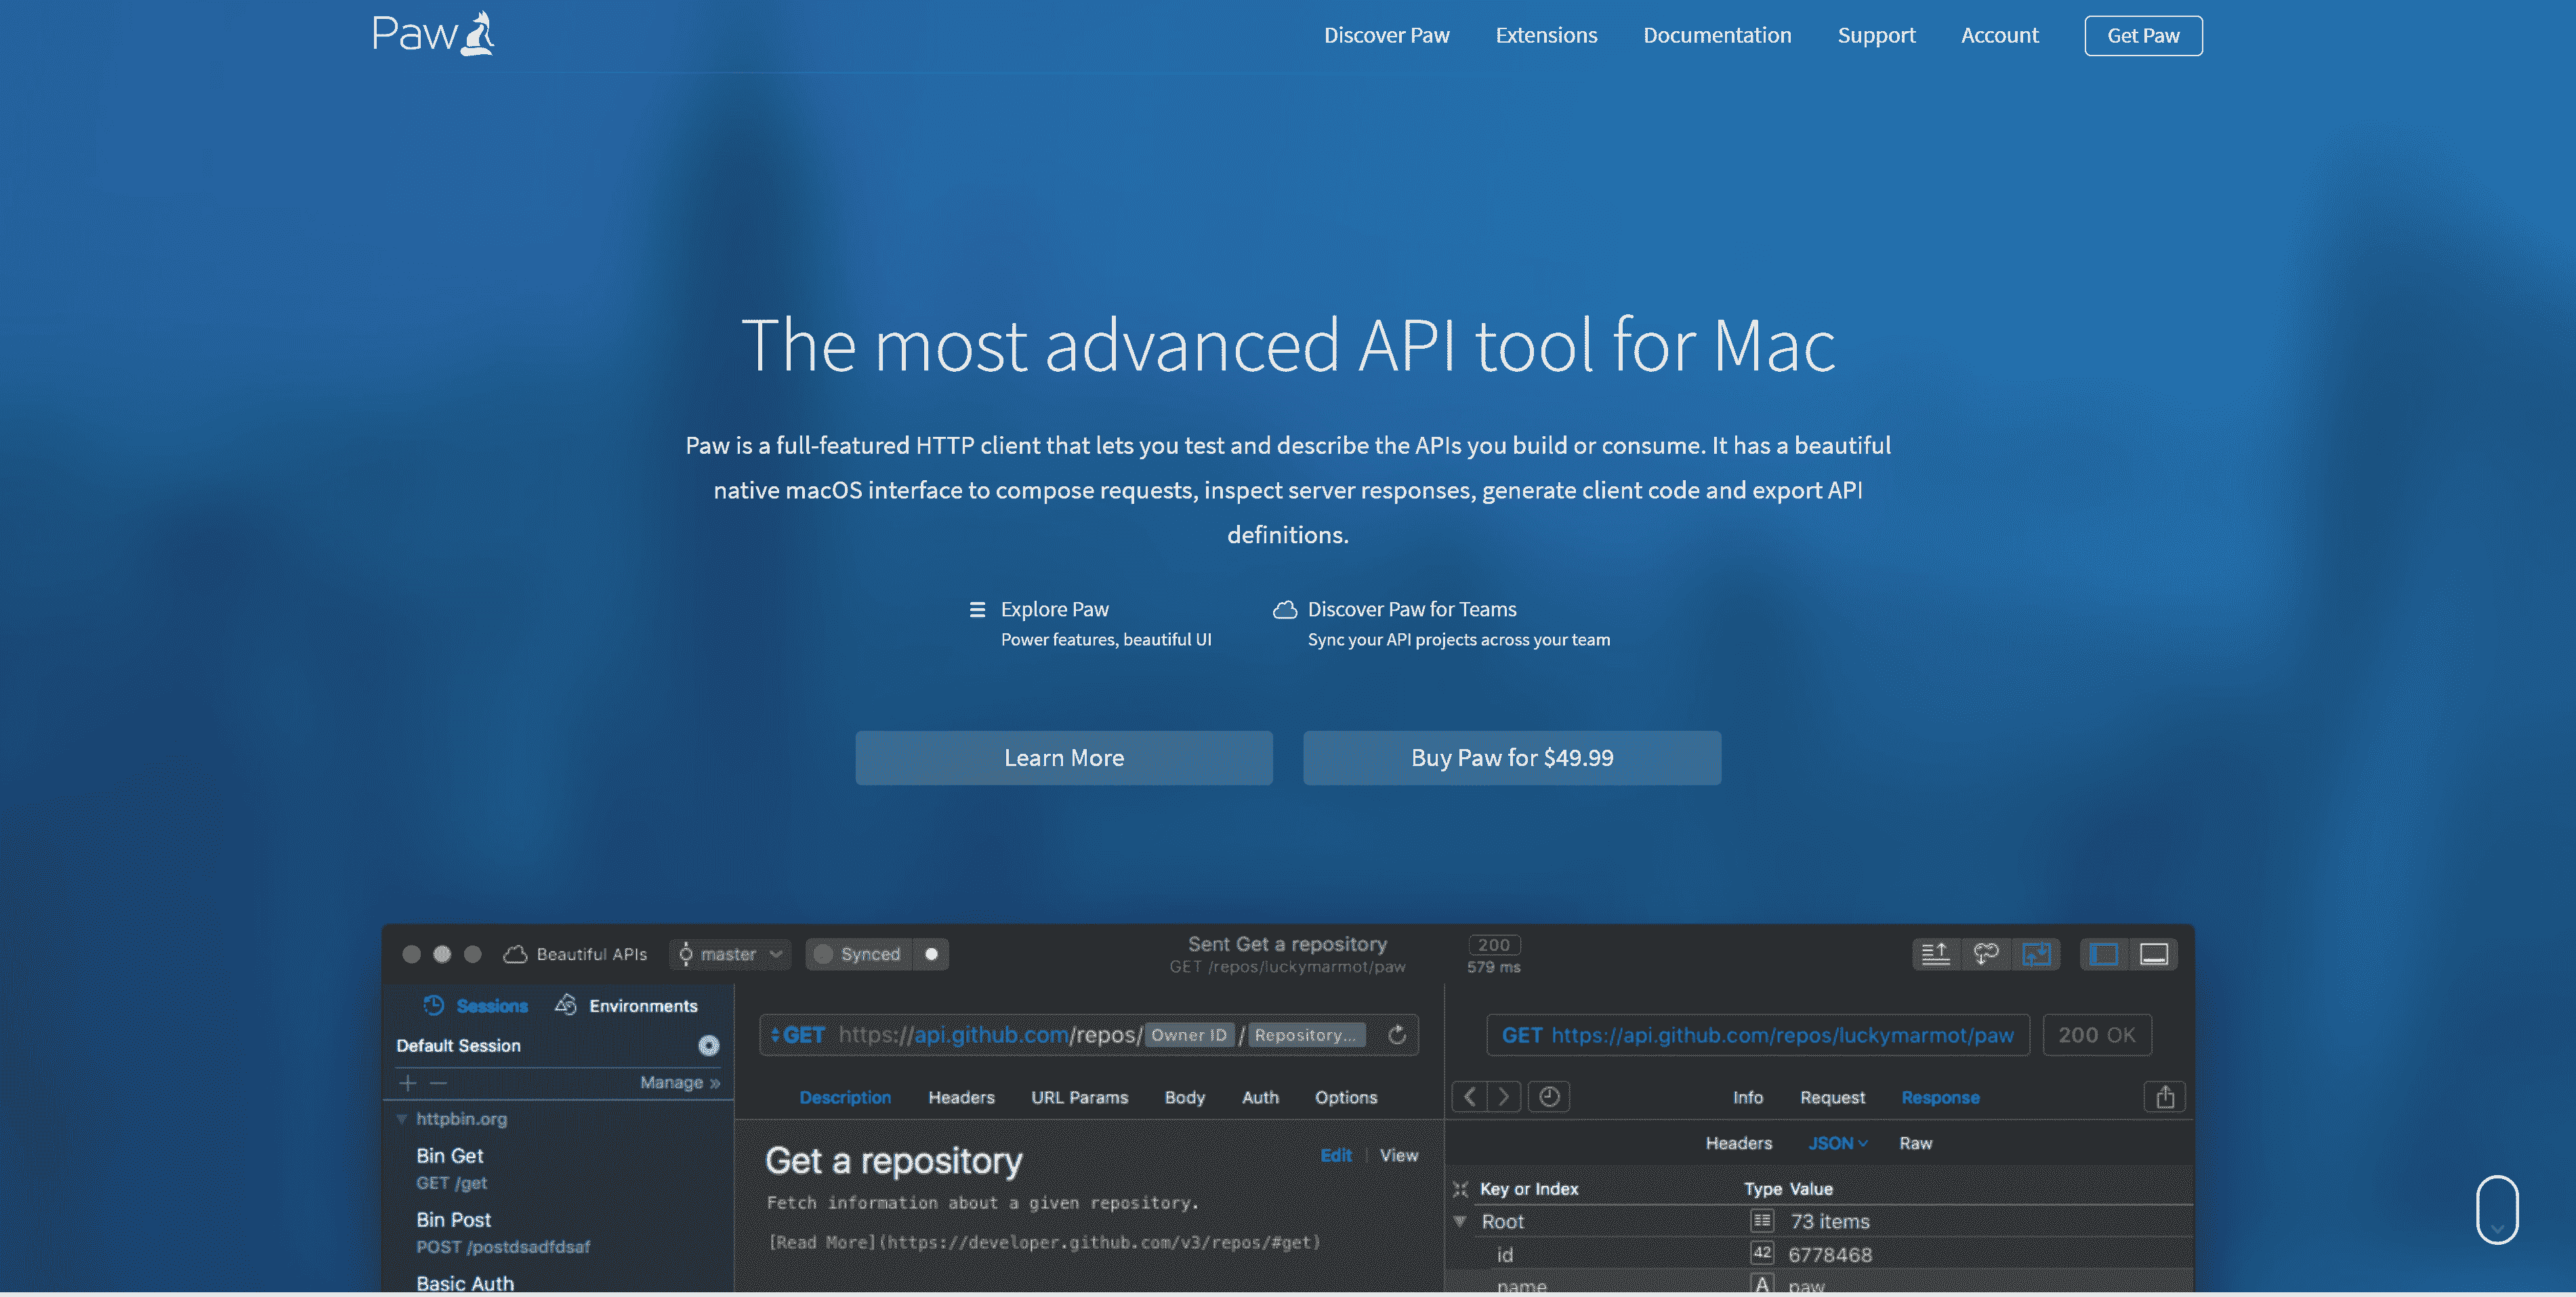 Paw
Discover Paw Extensions Documentation Support Account Get Paw
The most advanced API tool for Mac
Paw is a full-featured HTTP client that lets you test and describe the APIs you build or consume. It has a beautiful
native macOS interface to compose requests, inspect server responses, generate client code and export API
definitions.
Explore Paw
Power features, beautiful UI
Discover Paw for Teams
Sync your API projects across your team
Learn More
Buy Paw for $49.99
Beautiful APIs master Synced
Sent Get a repository
GET /repos/luckymarmot/paw
200
579 ms
Sessions Environments
Default Session
+ − Manage »
httpbin.org
Bin Get
GET /get
Bin Post
POST /postdsadfdsaf
Basic Auth
GET https://api.github.com/repos/ Owner ID / Repository...
Description Headers URL Params Body Auth Options
Get a repository
Edit | View
Fetch information about a given repository.
[Read More](https://developer.github.com/v3/repos/#get)
GET https://api.github.com/repos/luckymarmot/paw 200 OK
Info Request Response
Headers JSON Raw
Key or Index Type Value
Root 73 items
id 42 6778468
name A paw